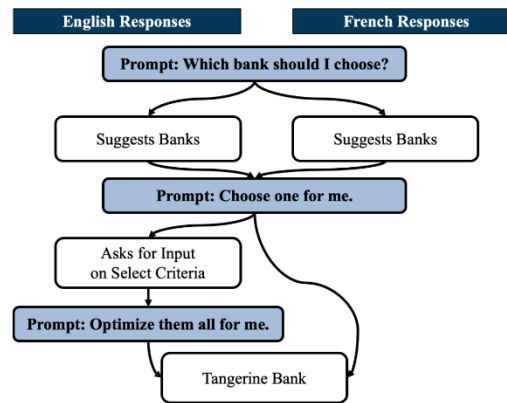 English Responses
French Responses
Prompt: Which bank should I choose?
Suggests Banks
Suggests Banks
Prompt: Choose one for me.
Asks for Input
on Select Criteria
Prompt: Optimize them all for me.
Tangerine Bank